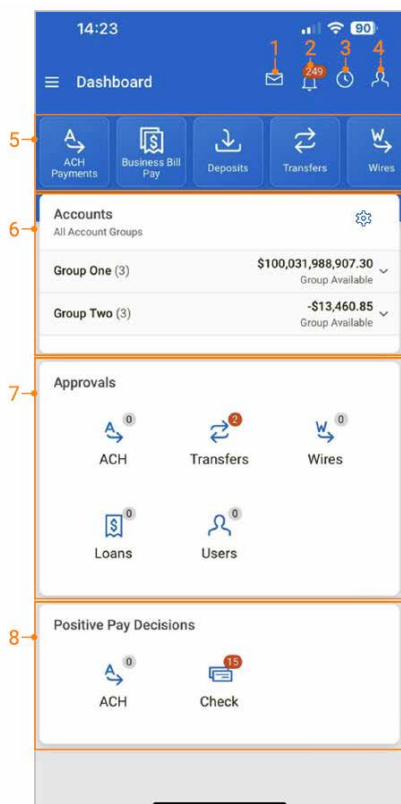 14:23
90
1 2 3 4
249
Dashboard
5
ACH Payments
Business Bill Pay
Deposits
Transfers
Wires
6
Accounts
All Account Groups
Group One (3) $100,031,988,907.30
Group Available
Group Two (3) -$13,460.85
Group Available
7
Approvals
0 2 0
ACH Transfers Wires
0 0
Loans Users
8
Positive Pay Decisions
0 15
ACH Check